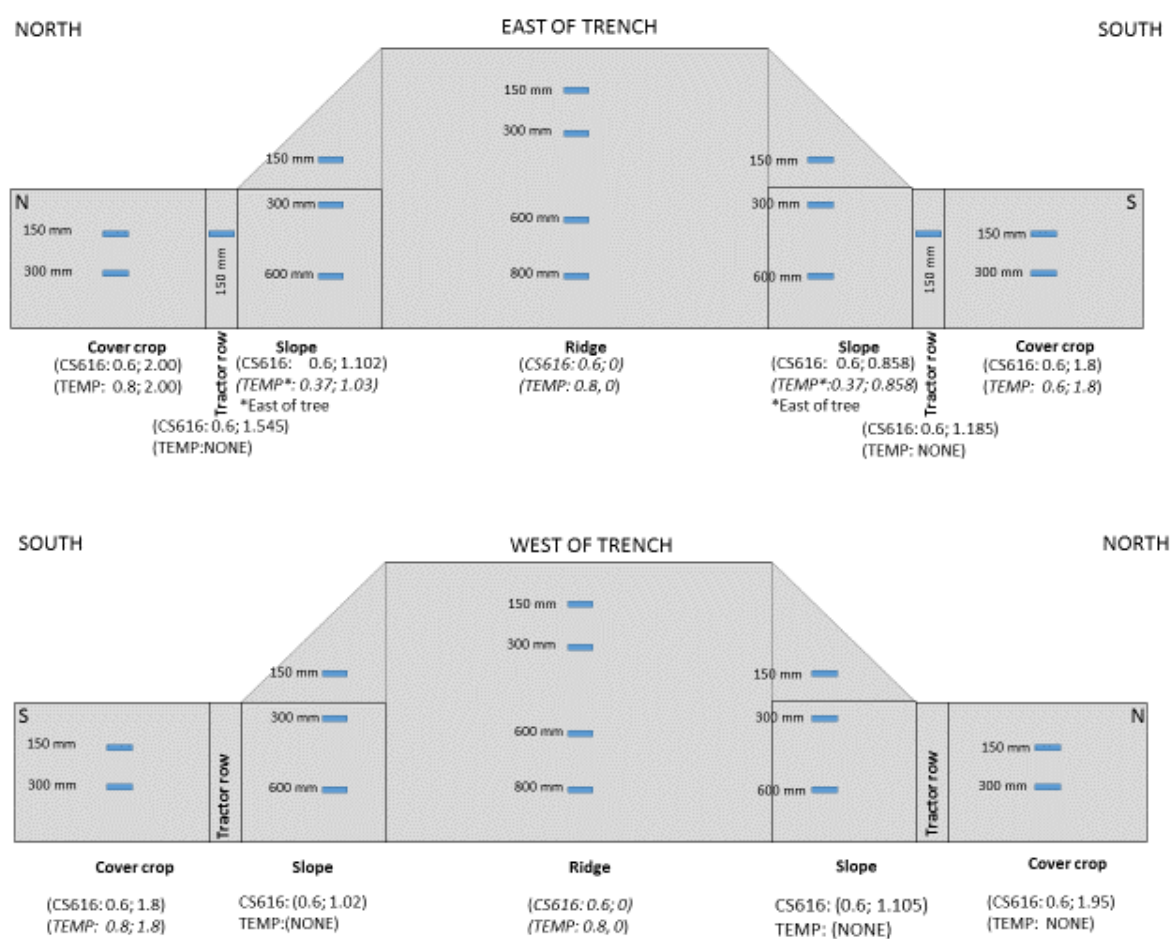 NORTH EAST OF TRENCH SOUTH
150 mm
300 mm
150 mm 150 mm
N 300 mm 300 mm S
150 mm 600 mm 150 mm
300 mm 150 mm 600 mm 800 mm 600 mm 150 mm 300 mm
Cover crop Tractor row Slope Ridge Slope Tractor row Cover crop
(CS616: 0.6; 2.00) (CS616: 0.6; 1.102) (CS616: 0.6; 0) (CS616: 0.6; 0.858) (CS616: 0.6; 1.8)
(TEMP: 0.8; 2.00) (TEMP*: 0.37; 1.03) (TEMP: 0.8, 0) (TEMP*:0.37; 0.858) (TEMP: 0.6; 1.8)
*East of tree *East of tree
(CS616: 0.6; 1.545) (CS616: 0.6; 1.185)
(TEMP:NONE) (TEMP: NONE)
SOUTH WEST OF TRENCH NORTH
150 mm
300 mm
150 mm 150 mm
S 300 mm 300 mm N
150 mm 600 mm 150 mm
300 mm Tractor row 600 mm 800 mm 600 mm Tractor row 300 mm
Cover crop Slope Ridge Slope Cover crop
(CS616: 0.6; 1.8) CS616: (0.6; 1.02) (CS616: 0.6; 0) CS616: (0.6; 1.105) (CS616: 0.6; 1.95)
(TEMP: 0.8; 1.8) TEMP:(NONE) (TEMP: 0.8, 0) TEMP: (NONE) (TEMP: NONE)